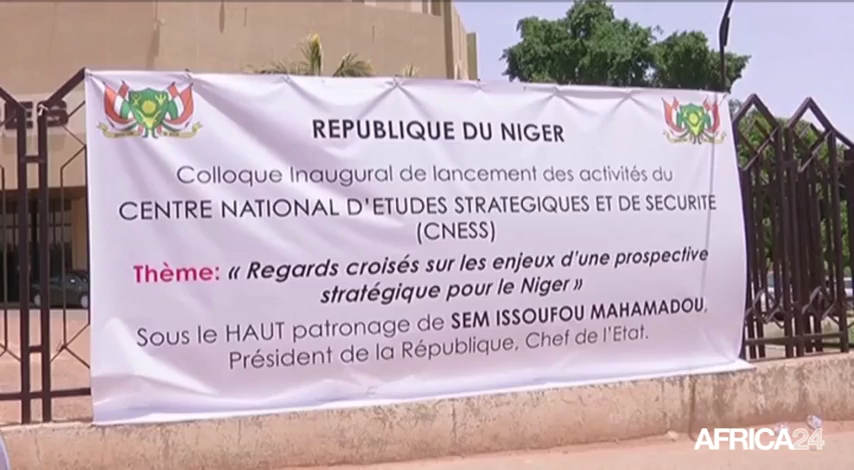 REPUBLIQUE DU NIGER
Colloque Inaugural de lancement des activités du
CENTRE NATIONAL D'ETUDES STRATEGIQUES ET DE SECURITE
(CNESS)
Thème: « Regards croisés sur les enjeux d'une prospective
stratégique pour le Niger »
Sous le HAUT patronage de SEM ISSOUFOU MAHAMADOU,
Président de la République, Chef de l'Etat.
AFRICA24